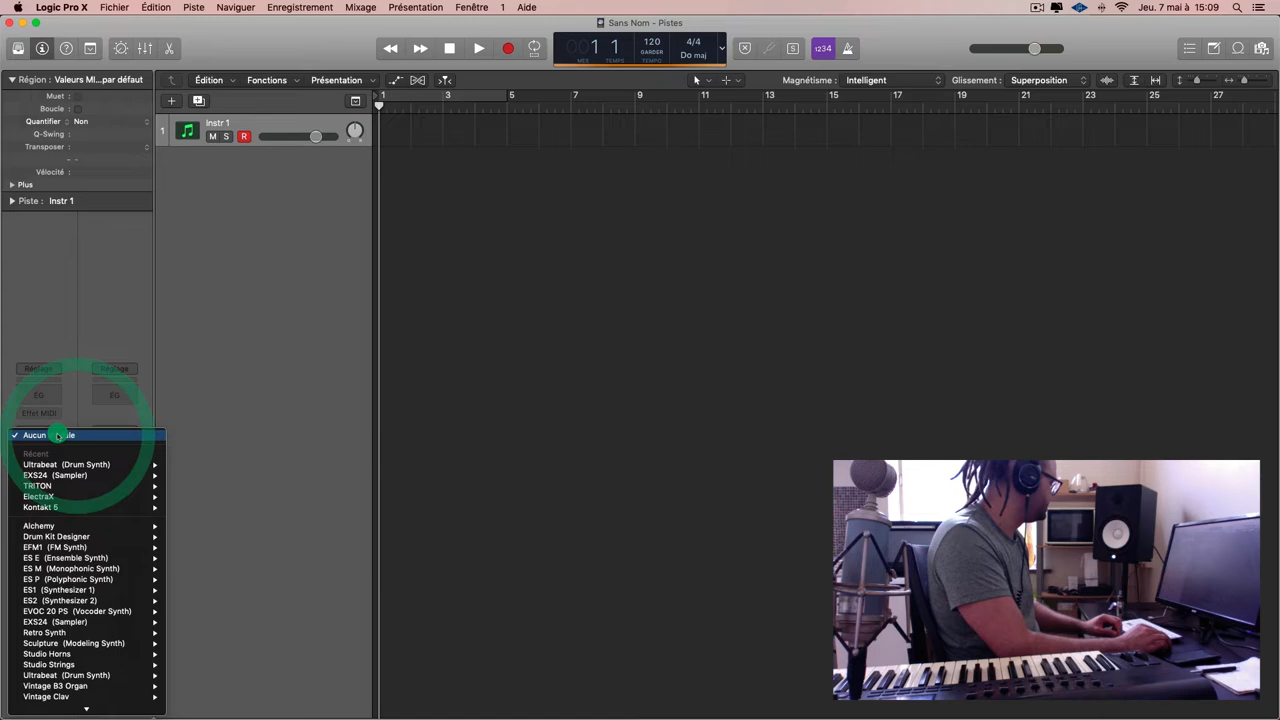 Logic Pro X Fichier Édition Piste Naviguer Enregistrement Mixage Présentation Fenêtre 1 Aide Jeu. 7 mai à 15:09
Sans Nom - Pistes
1 1 120 4/4
GARDER Do maj
MES TEMPO TEMPO
1234
Région : Valeurs MI...par défaut
Édition Fonctions Présentation Magnétisme : Intelligent Glissement : Superposition
1 3 5 7 9 11 13 15 17 19 21 23 25 27
Muet :
Boucle :
Quantifier Non
Q-Swing :
Transposer :
Vélocité :
Plus
Piste : Instr 1
1 Instr 1
M S R
Réglage Réglage
EG EG
Effet MIDI
Aucun
Récent
Ultrabeat (Drum Synth)
EXS24 (Sampler)
TRITON
ElectraX
Kontakt 5
Alchemy
Drum Kit Designer
EFM1 (FM Synth)
ES E (Ensemble Synth)
ES M (Monophonic Synth)
ES P (Polyphonic Synth)
ES1 (Synthesizer 1)
ES2 (Synthesizer 2)
EVOC 20 PS (Vocoder Synth)
EXS24 (Sampler)
Retro Synth
Sculpture (Modeling Synth)
Studio Horns
Studio Strings
Ultrabeat (Drum Synth)
Vintage B3 Organ
Vintage Clav